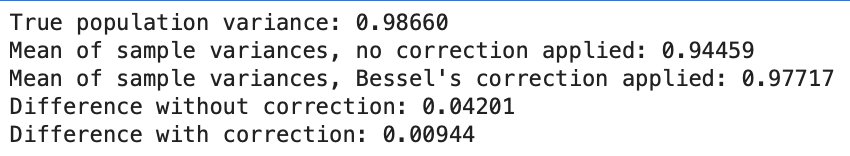 True population variance: 0.98660
Mean of sample variances, no correction applied: 0.94459
Mean of sample variances, Bessel's correction applied: 0.97717
Difference without correction: 0.04201
Difference with correction: 0.00944